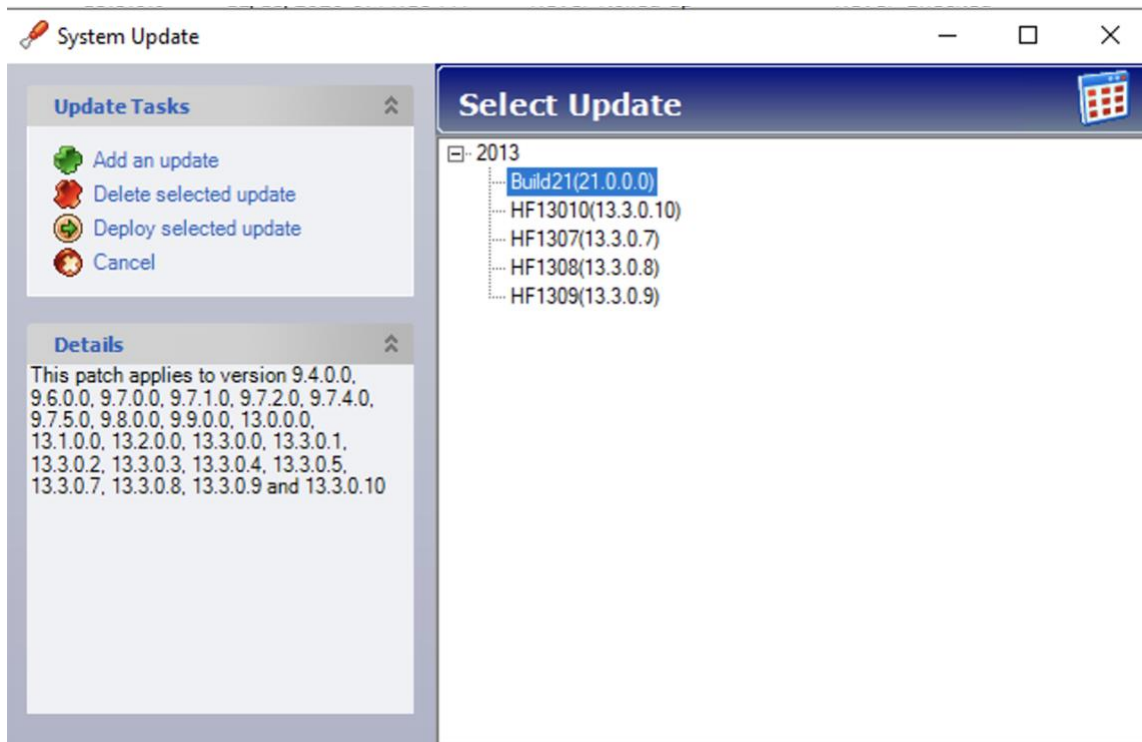 System Update
Update Tasks
Add an update
Delete selected update
Deploy selected update
Cancel
Details
This patch applies to version 9.4.0.0,
9.6.0.0, 9.7.0.0, 9.7.1.0, 9.7.2.0, 9.7.4.0,
9.7.5.0, 9.8.0.0, 9.9.0.0, 13.0.0.0,
13.1.0.0, 13.2.0.0, 13.3.0.0, 13.3.0.1,
13.3.0.2, 13.3.0.3, 13.3.0.4, 13.3.0.5,
13.3.0.7, 13.3.0.8, 13.3.0.9 and 13.3.0.10
Select Update
2013
Build21(21.0.0.0)
HF13010(13.3.0.10)
HF1307(13.3.0.7)
HF1308(13.3.0.8)
HF1309(13.3.0.9)